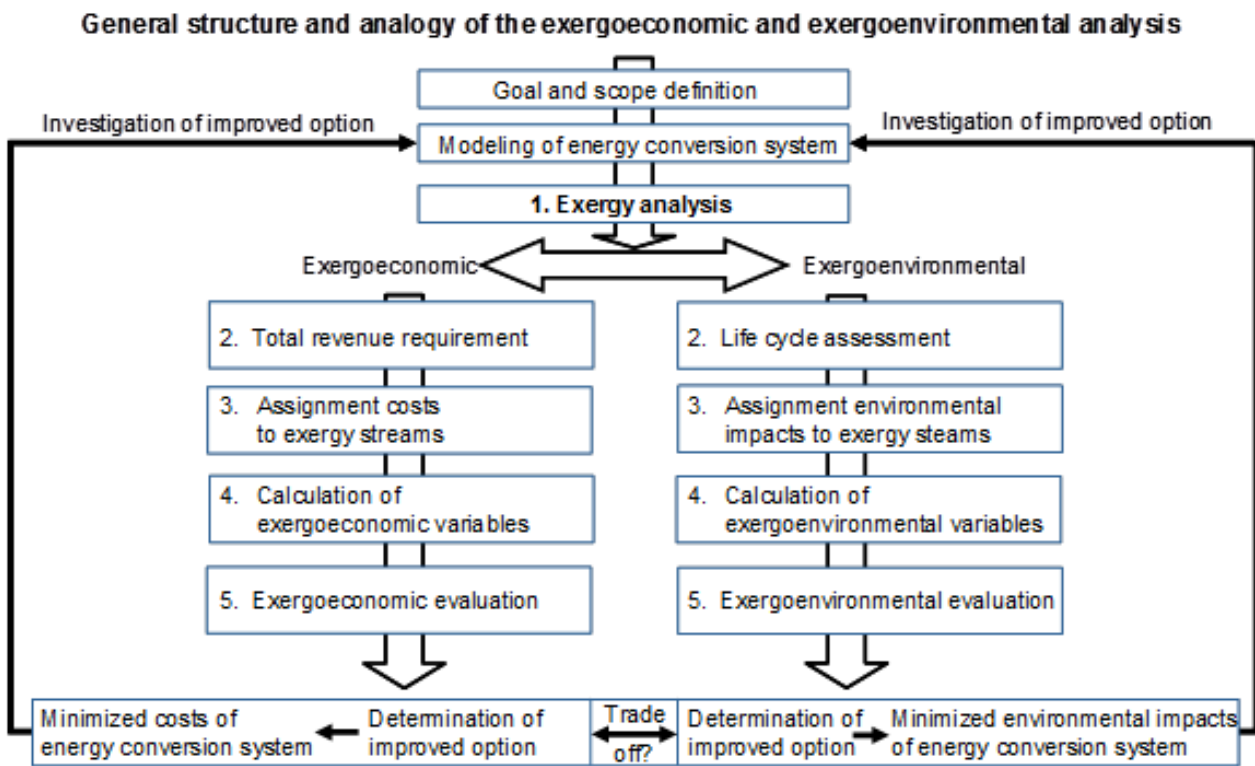 General structure and analogy of the exergoeconomic and exergoenvironmental analysis
Goal and scope definition
Investigation of improved option
Investigation of improved option
Modeling of energy conversion system
1. Exergy analysis
Exergoeconomic
Exergoenvironmental
2. Total revenue requirement
3. Assignment costs
to exergy streams
4. Calculation of
exergoeconomic variables
5. Exergoeconomic evaluation
2. Life cycle assessment
3. Assignment environmental
impacts to exergy steams
4. Calculation of
exergoenvironmental variables
5. Exergoenvironmental evaluation
Minimized costs of
energy conversion system
Determination of
improved option
Trade
off?
Determination of
improved option
Minimized environmental impacts
of energy conversion system